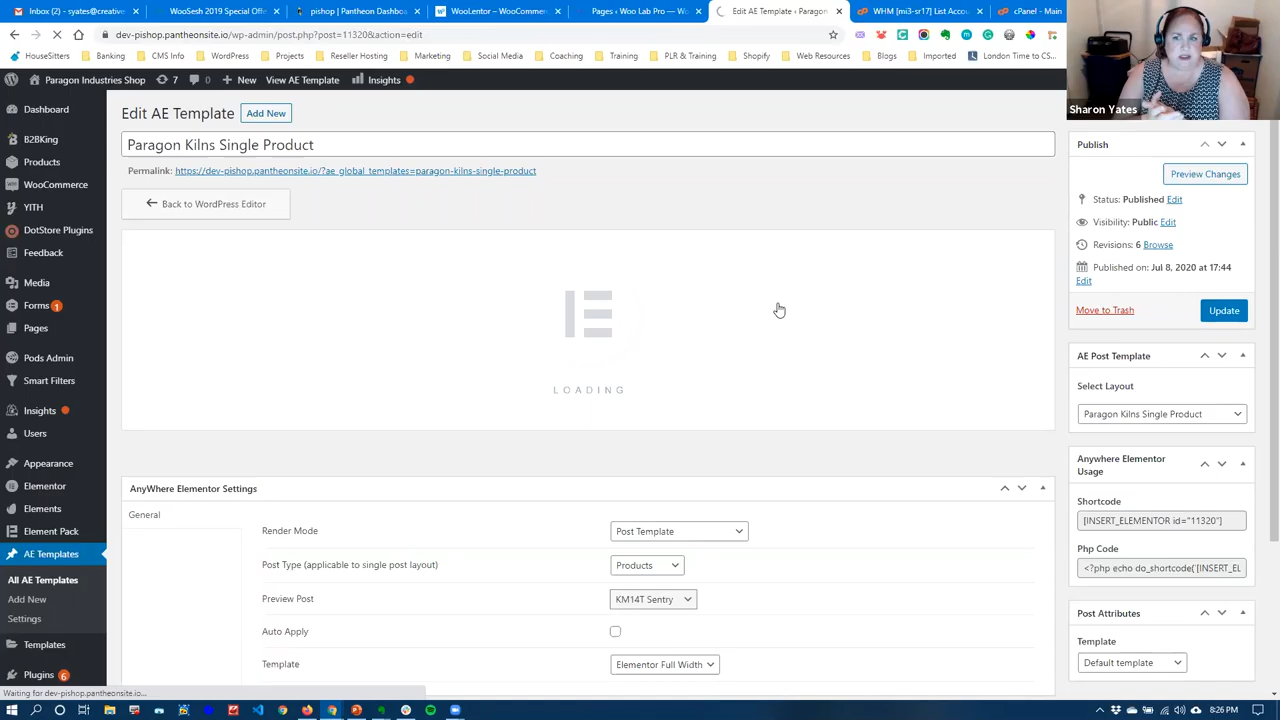 Inbox (2) - syates@creative
WooSesh 2019 Special Offe
pishop | Pantheon Dashboa
WooLentor – WooCommerc
Pages ‹ Woo Lab Pro — Wo
Edit AE Template ‹ Paragon
WHM [mi3-sr17] List Accou
cPanel - Main
dev-pishop.pantheonsite.io/wp-admin/post.php?post=11320&action=edit
HouseSitters
Banking
CMS Info
WordPress
Projects
Reseller Hosting
Marketing
Social Media
Coaching
Training
PLR & Training
Shopify
Web Resources
Blogs
Imported
London Time to CS...
Sharon Yates
Paragon Industries Shop
7
0
New
View AE Template
Insights
Dashboard
B2BKing
Products
WooCommerce
YITH
DotStore Plugins
Feedback
Media
Forms 1
Pages
Pods Admin
Smart Filters
Insights
Users
Appearance
Elementor
Elements
Element Pack
AE Templates
All AE Templates
Add New
Settings
Templates
Plugins 6
Edit AE Template
Add New
Paragon Kilns Single Product
Permalink: https://dev-pishop.pantheonsite.io/?ae_global_templates=paragon-kilns-single-product
← Back to WordPress Editor
LOADING
AnyWhere Elementor Settings
General
Render Mode
Post Template
Post Type (applicable to single post layout)
Products
Preview Post
KM14T Sentry
Auto Apply
Template
Elementor Full Width
Publish
Preview Changes
Status: Published Edit
Visibility: Public Edit
Revisions: 6 Browse
Published on: Jul 8, 2020 at 17:44
Edit
Move to Trash
Update
AE Post Template
Select Layout
Paragon Kilns Single Product
Anywhere Elementor
Usage
Shortcode
[INSERT_ELEMENTOR id="11320"]
Php Code
<?php echo do_shortcode('[INSERT_EL
Post Attributes
Template
Default template
Waiting for dev-pishop.pantheonsite.io...
8:26 PM